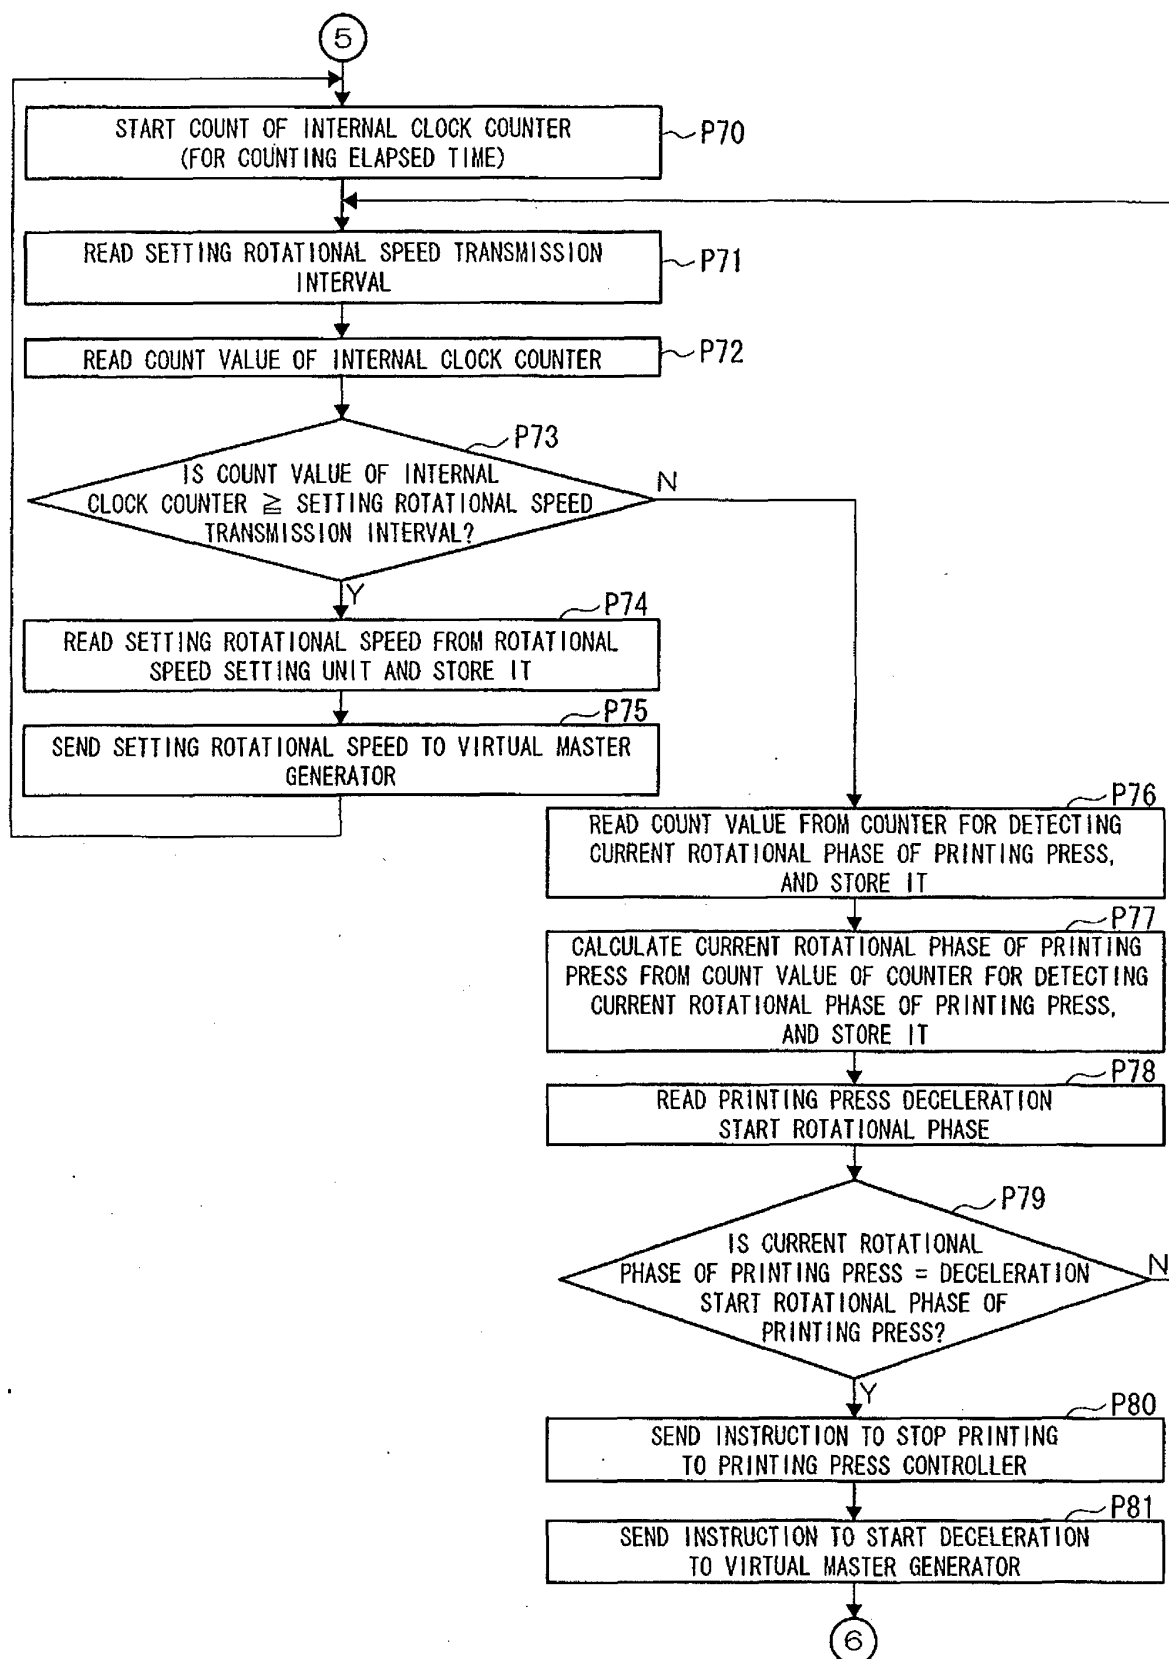 5
START COUNT OF INTERNAL CLOCK COUNTER
(FOR COUNTING ELAPSED TIME)
P70
READ SETTING ROTATIONAL SPEED TRANSMISSION
INTERVAL
P71
READ COUNT VALUE OF INTERNAL CLOCK COUNTER
P72
P73
IS COUNT VALUE OF INTERNAL
CLOCK COUNTER ≧ SETTING ROTATIONAL SPEED
TRANSMISSION INTERVAL?
N
Y
P74
READ SETTING ROTATIONAL SPEED FROM ROTATIONAL
SPEED SETTING UNIT AND STORE IT
P75
SEND SETTING ROTATIONAL SPEED TO VIRTUAL MASTER
GENERATOR
P76
READ COUNT VALUE FROM COUNTER FOR DETECTING
CURRENT ROTATIONAL PHASE OF PRINTING PRESS,
AND STORE IT
P77
CALCULATE CURRENT ROTATIONAL PHASE OF PRINTING
PRESS FROM COUNT VALUE OF COUNTER FOR DETECTING
CURRENT ROTATIONAL PHASE OF PRINTING PRESS,
AND STORE IT
P78
READ PRINTING PRESS DECELERATION
START ROTATIONAL PHASE
P79
IS CURRENT ROTATIONAL
PHASE OF PRINTING PRESS = DECELERATION
START ROTATIONAL PHASE OF
PRINTING PRESS?
N
Y
P80
SEND INSTRUCTION TO STOP PRINTING
TO PRINTING PRESS CONTROLLER
P81
SEND INSTRUCTION TO START DECELERATION
TO VIRTUAL MASTER GENERATOR
6